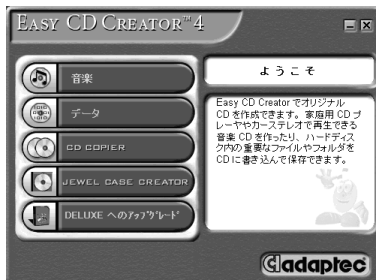 EASY CD CREATOR™ 4
音楽
データ
CD COPIER
JEWEL CASE CREATOR
DELUXE へのアップグレード
ようこそ
Easy CD Creator でオリジナル
CD を作成できます。家庭用 CD プ
レーヤやカーステレオで再生できる
音楽 CD を作ったり、ハードディス
ク内の重要なファイルやフォルダを
CD に書き込んで保存できます。
adaptec